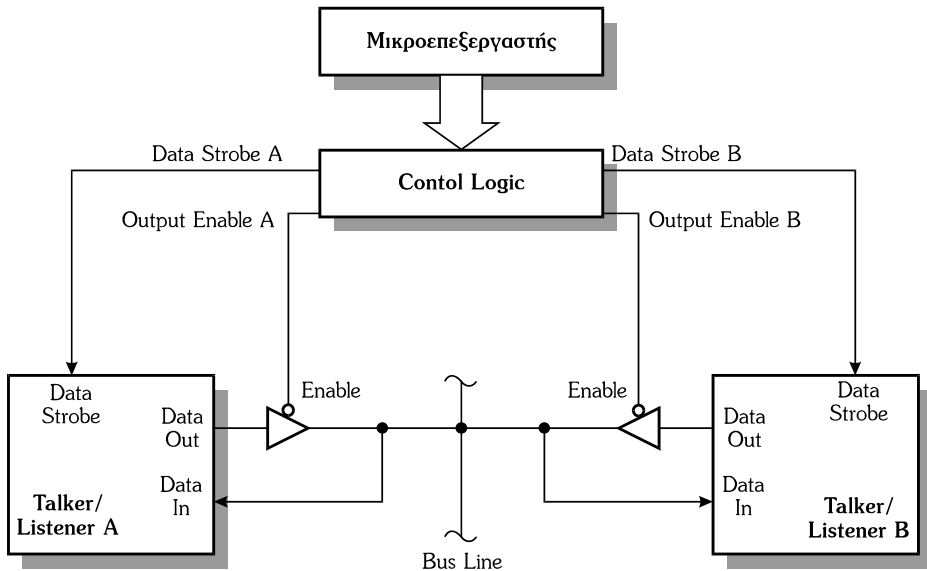 Μικροεπεξεργαστής
Data Strobe A
Data Strobe B
Contol Logic
Output Enable A
Output Enable B
Data
Strobe
Enable
Enable
Data
Strobe
Data
Out
Data
Out
Data
In
Data
In
Talker/
Listener A
Talker/
Listener B
Bus Line